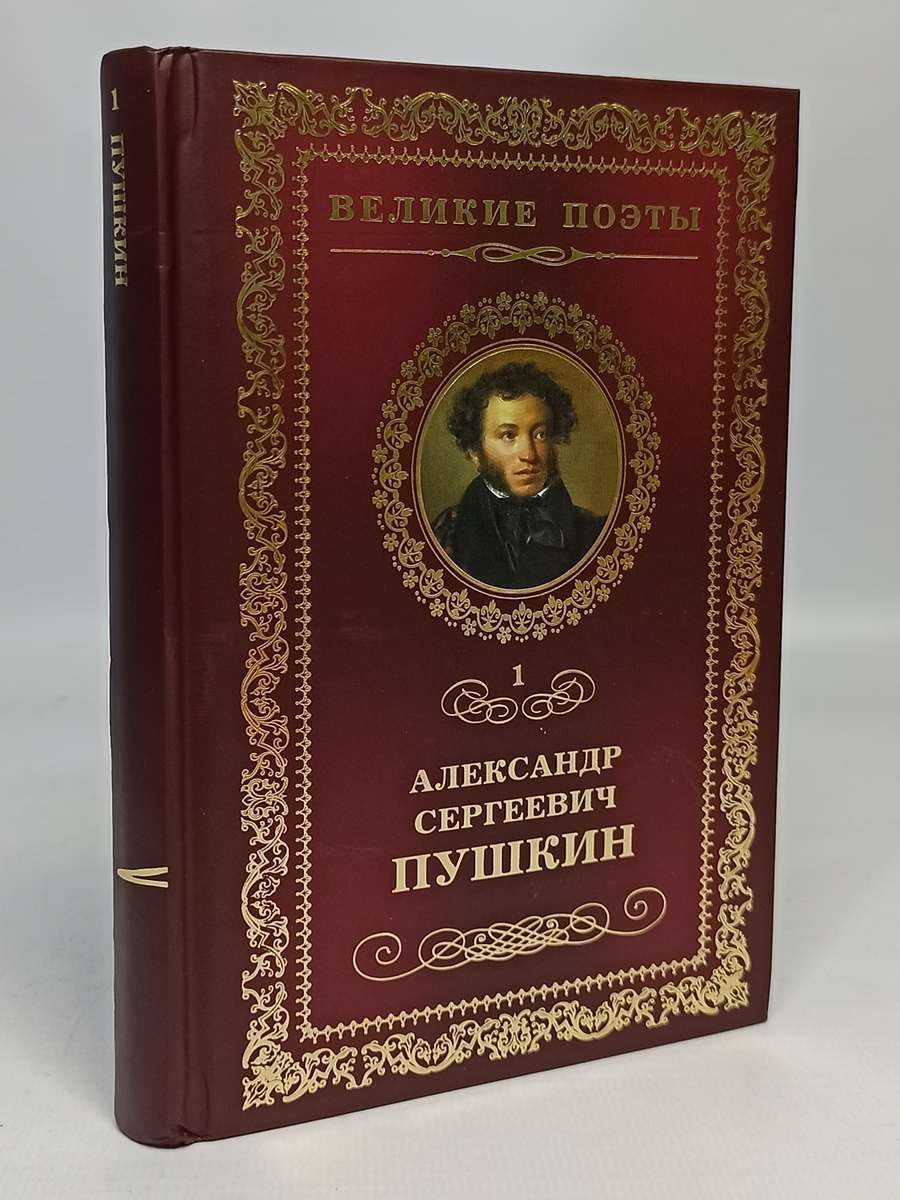 1 ПУШКИН
ВЕЛИКИЕ ПОЭТЫ
1
АЛЕКСАНДР
СЕРГЕЕВИЧ
ПУШКИН